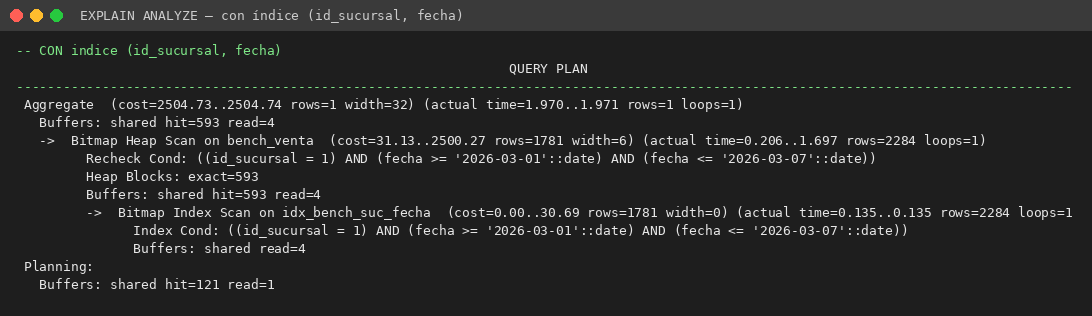 EXPLAIN ANALYZE — con índice (id_sucursal, fecha)
-- CON indice (id_sucursal, fecha)
QUERY PLAN
---------------------------------------------------------------------------------------------------------------------------------------
Aggregate  (cost=2504.73..2504.74 rows=1 width=32) (actual time=1.970..1.971 rows=1 loops=1)
  Buffers: shared hit=593 read=4
  ->  Bitmap Heap Scan on bench_venta  (cost=31.13..2500.27 rows=1781 width=6) (actual time=0.206..1.697 rows=2284 loops=1)
        Recheck Cond: ((id_sucursal = 1) AND (fecha >= '2026-03-01'::date) AND (fecha <= '2026-03-07'::date))
        Heap Blocks: exact=593
        Buffers: shared hit=593 read=4
        ->  Bitmap Index Scan on idx_bench_suc_fecha  (cost=0.00..30.69 rows=1781 width=0) (actual time=0.135..0.135 rows=2284 loops=1
              Index Cond: ((id_sucursal = 1) AND (fecha >= '2026-03-01'::date) AND (fecha <= '2026-03-07'::date))
              Buffers: shared read=4
Planning:
  Buffers: shared hit=121 read=1